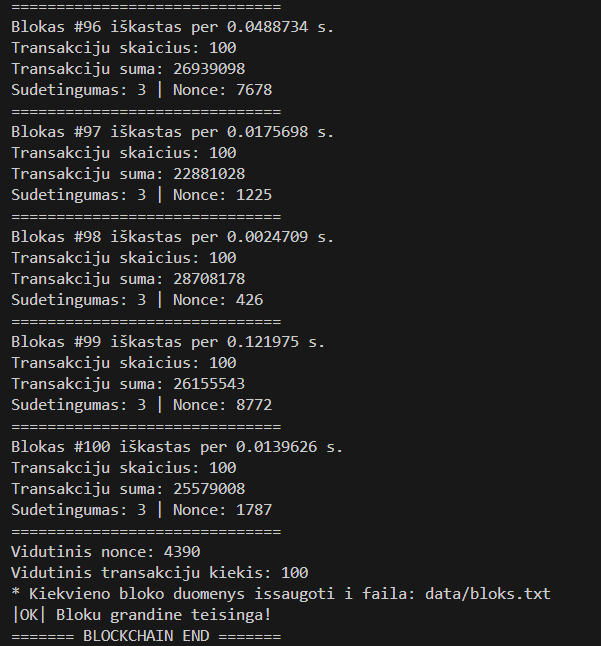 ==============================
Blokas #96 iškastas per 0.0488734 s.
Transakciju skaicius: 100
Transakciju suma: 26939098
Sudetingumas: 3 | Nonce: 7678
==============================
Blokas #97 iškastas per 0.0175698 s.
Transakciju skaicius: 100
Transakciju suma: 22881028
Sudetingumas: 3 | Nonce: 1225
==============================
Blokas #98 iškastas per 0.0024709 s.
Transakciju skaicius: 100
Transakciju suma: 28708178
Sudetingumas: 3 | Nonce: 426
==============================
Blokas #99 iškastas per 0.121975 s.
Transakciju skaicius: 100
Transakciju suma: 26155543
Sudetingumas: 3 | Nonce: 8772
==============================
Blokas #100 iškastas per 0.0139626 s.
Transakciju skaicius: 100
Transakciju suma: 25579008
Sudetingumas: 3 | Nonce: 1787
==============================
Vidutinis nonce: 4390
Vidutinis transakciju kiekis: 100
* Kiekvieno bloko duomenys issaugoti i faila: data/bloks.txt
|OK| Bloku grandine teisinga!
======= BLOCKCHAIN END =======